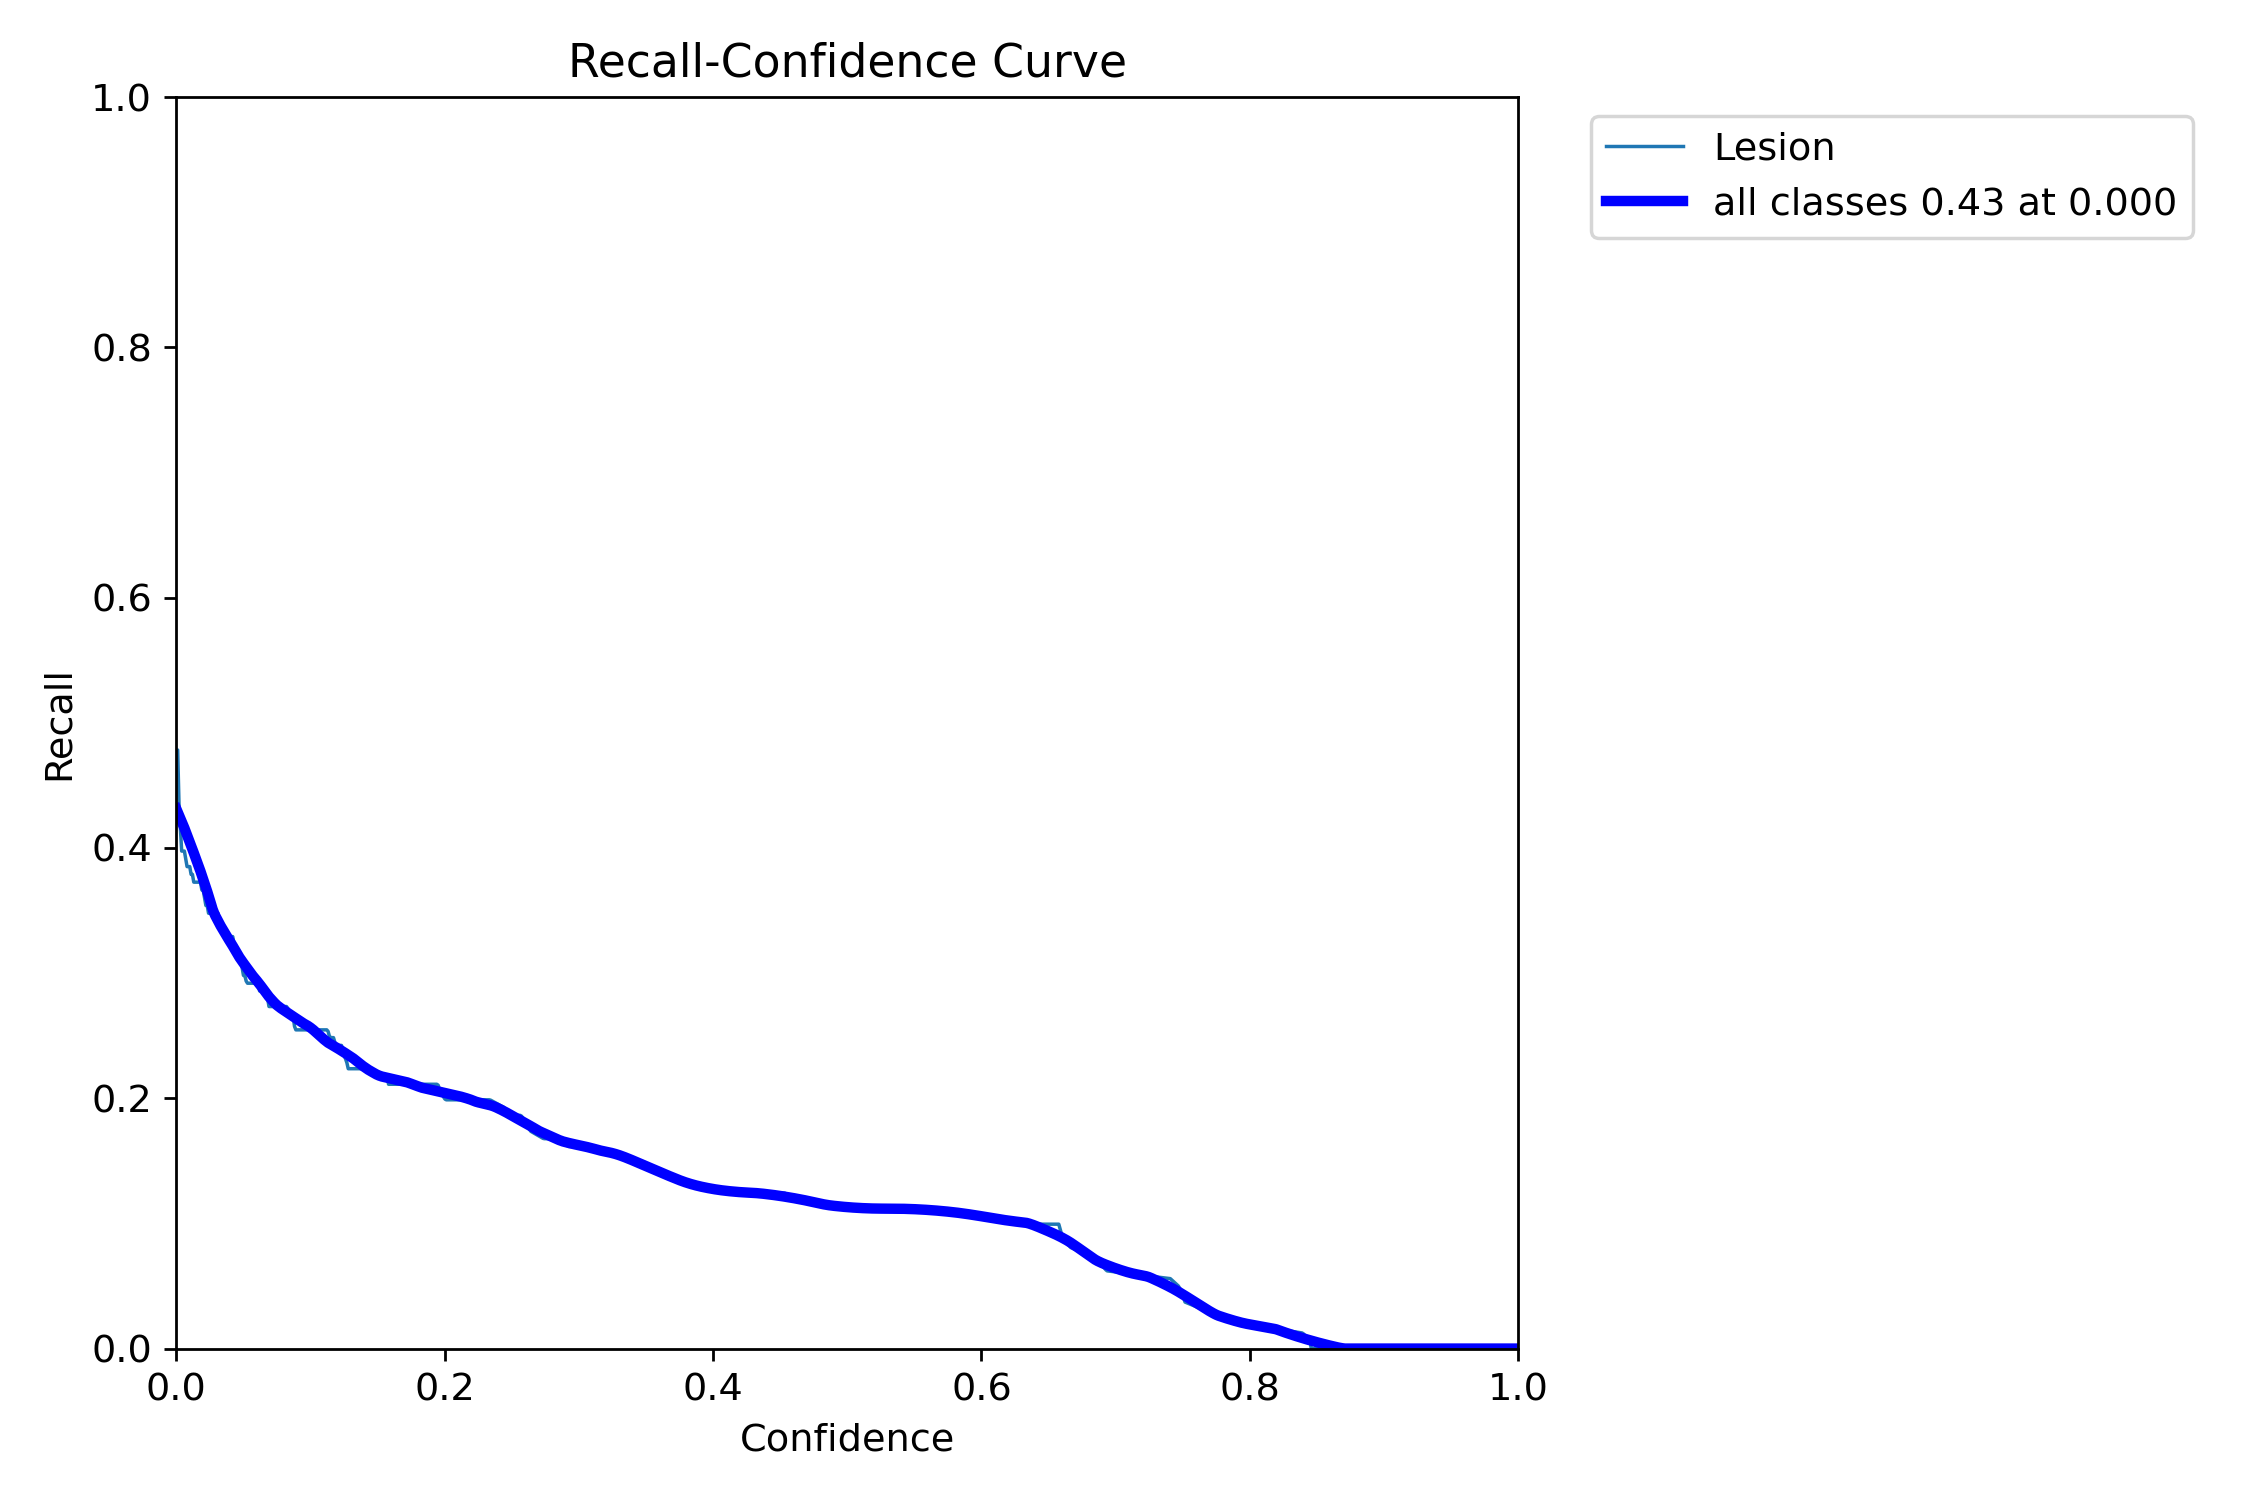 Recall-Confidence Curve
1.0
0.8
0.6
0.4
0.2
0.0
Recall
0.0 0.2 0.4 0.6 0.8 1.0
Confidence
Lesion
all classes 0.43 at 0.000